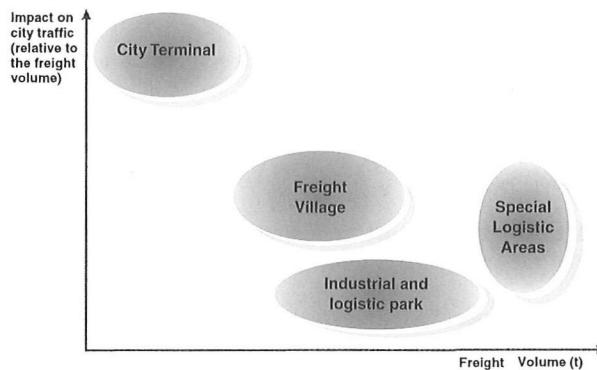 Impact on
city traffic
(relative to
the freight
volume)
City Terminal
Freight
Village
Special
Logistic
Areas
Industrial and
logistic park
Freight Volume (t)